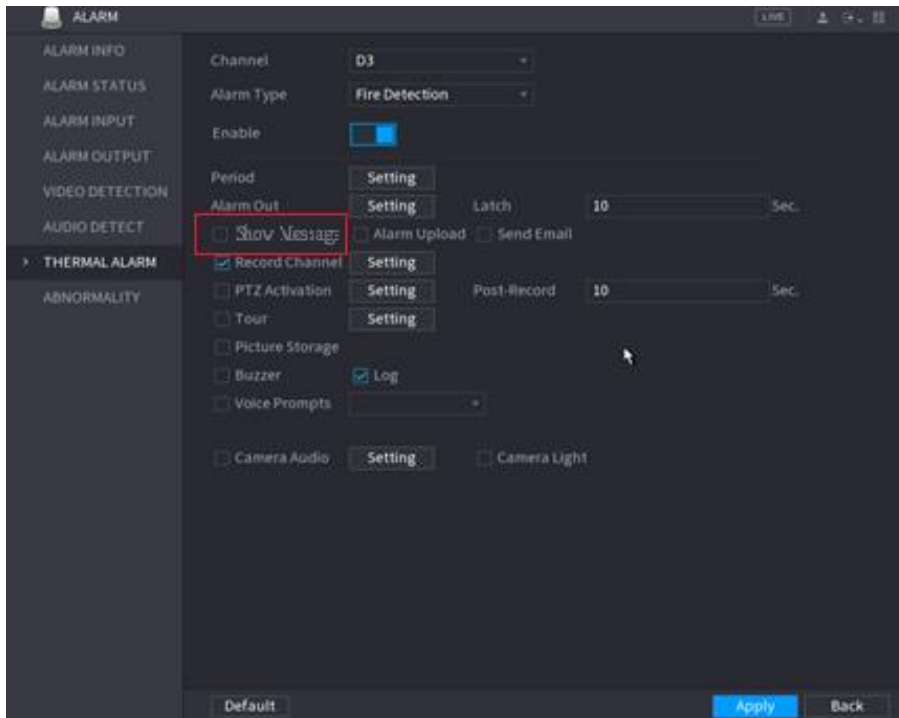 ALARM
LIVE
ALARM INFO
ALARM STATUS
ALARM INPUT
ALARM OUTPUT
VIDEO DETECTION
AUDIO DETECT
THERMAL ALARM
ABNORMALITY
Channel D3
Alarm Type Fire Detection
Enable
Period Setting
Alarm Out Setting Latch 10 Sec.
Show Message Alarm Upload Send Email
Record Channel Setting
PTZ Activation Setting Post-Record 10 Sec.
Tour Setting
Picture Storage
Buzzer Log
Voice Prompts
Camera Audio Setting Camera Light
Default Apply Back